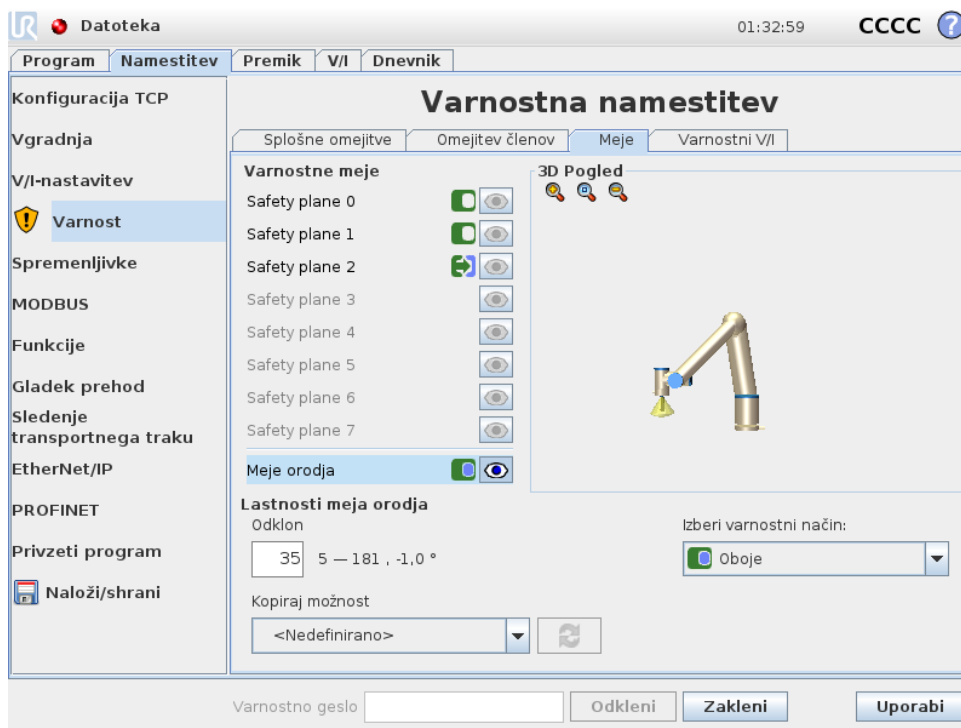 UR Datoteka 01:32:59 CCCC ?
Program Namestitev Premik V/I Dnevnik
Konfiguracija TCP
Vgradnja
V/I-nastavitev
Varnost
Spremenljivke
MODBUS
Funkcije
Gladek prehod
Sledenje
transportnega traku
EtherNet/IP
PROFINET
Privzeti program
Naloži/shrani
Varnostna namestitev
Splošne omejitve Omejitev členov Meje Varnostni V/I
Varnostne meje
Safety plane 0
Safety plane 1
Safety plane 2
Safety plane 3
Safety plane 4
Safety plane 5
Safety plane 6
Safety plane 7
Meje orodja
3D Pogled
Lastnosti meja orodja
Odklon
35 5 — 181 , -1,0 °
Kopiraj možnost
<Nedefinirano>
Izberi varnostni način:
Oboje
Varnostno geslo Odkleni Zakleni Uporabi